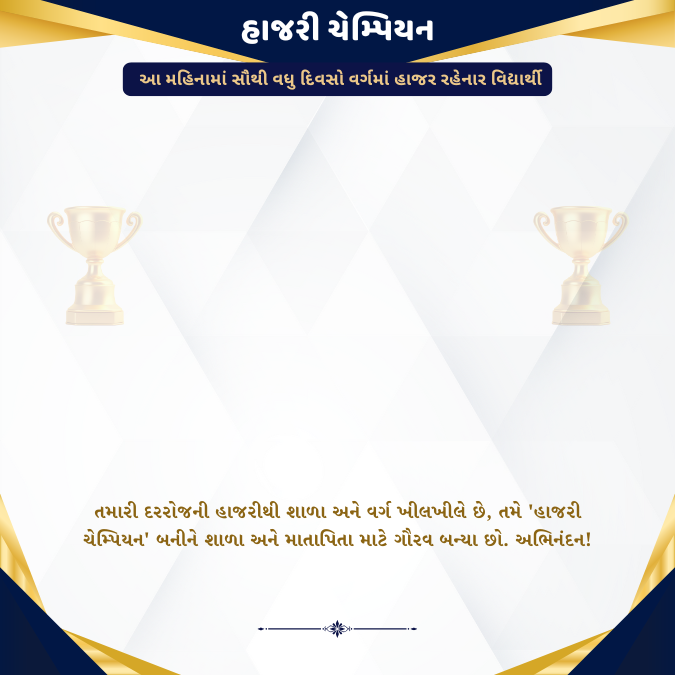 હાજરી ચેમ્પિયન
આ મહિનામાં સૌથી વધુ દિવસો વર્ગમાં હાજર રહેનાર વિદ્યાર્થી
તમારી દરરોજની હાજરીથી શાળા અને વર્ગ ખીલખીલે છે, તમે 'હાજરી
ચેમ્પિયન' બનીને શાળા અને માતાપિતા માટે ગૌરવ બન્યા છો. અભિનંદન!